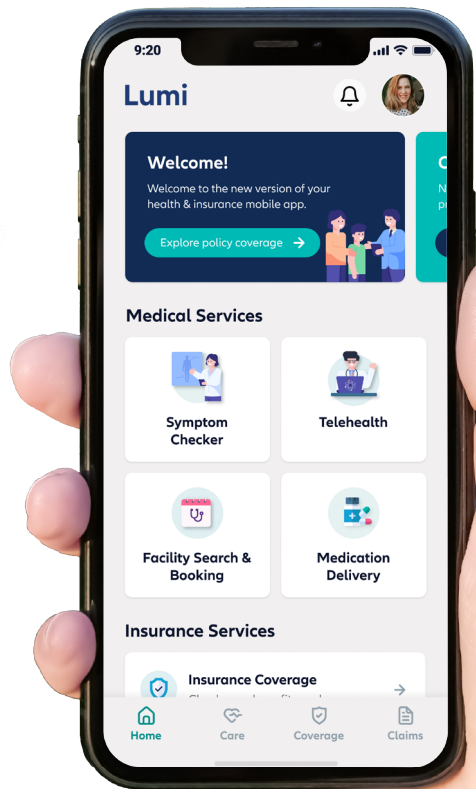 9:20
Lumi
Welcome!
Welcome to the new version of your
health & insurance mobile app.
Explore policy coverage
Medical Services
Symptom
Checker
Telehealth
Facility Search &
Booking
Medication
Delivery
Insurance Services
Insurance Coverage
Home
Care
Coverage
Claims